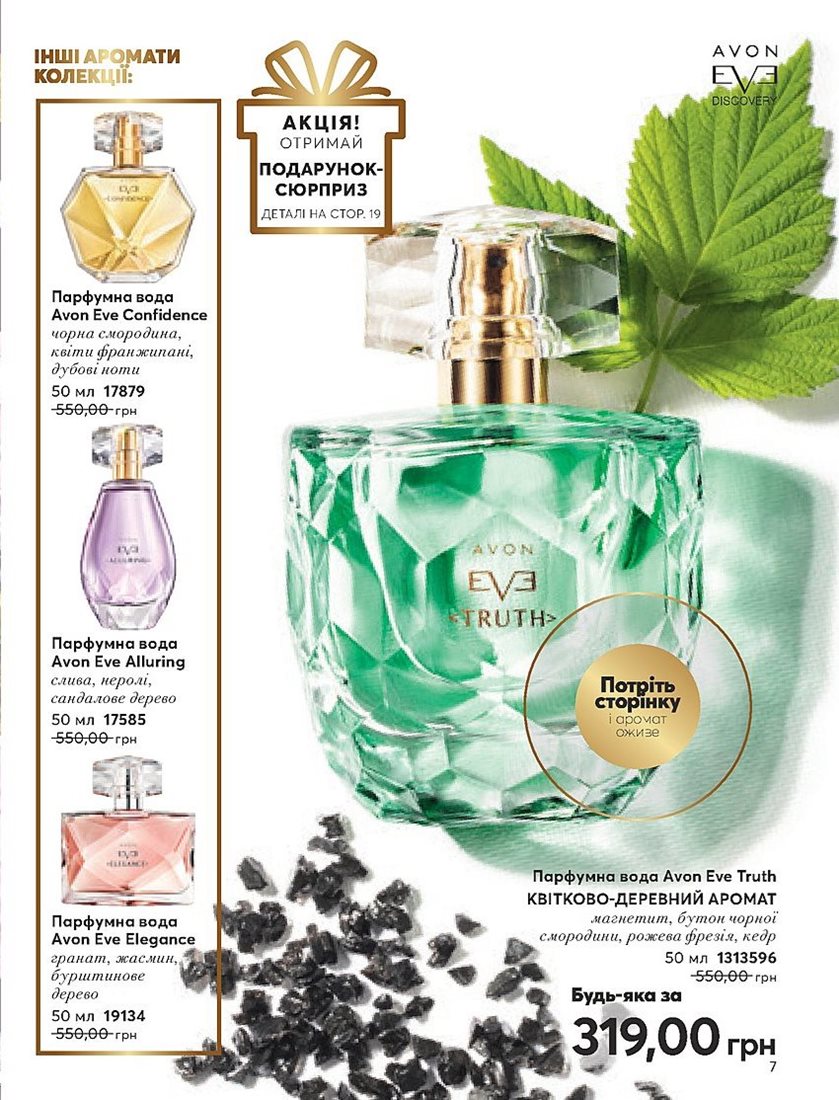 ІНШІ АРОМАТИ
КОЛЕКЦІЇ:
AVON
EVE
CONFIDENCE
Парфумна вода
Avon Eve Confidence
чорна смородина,
квіти франжипані,
дубові ноти
50 мл 17879
550,00 грн
AVON
EVE
<ALLURING>
Парфумна вода
Avon Eve Alluring
слива, неролі,
сандалове дерево
50 мл 17585
550,00 грн
AVON
EVE
<ELEGANCE>
Парфумна вода
Avon Eve Elegance
гранат, жасмин,
бурштинове
дерево
50 мл 19134
550,00 грн
АКЦІЯ!
ОТРИМАЙ
ПОДАРУНОК-
СЮРПРИЗ
ДЕТАЛІ НА СТОР. 19
AVON
EVE
DISCOVERY
AVON
EVE
<TRUTH>
Потріть
сторінку
і аромат
оживе
Парфумна вода Avon Eve Truth
КВІТКОВО-ДЕРЕВНИЙ АРОМАТ
магнетит, бутон чорної
смородини, рожева фрезія, кедр
50 мл 1313596
550,00 грн
Будь-яка за
319,00 грн
7